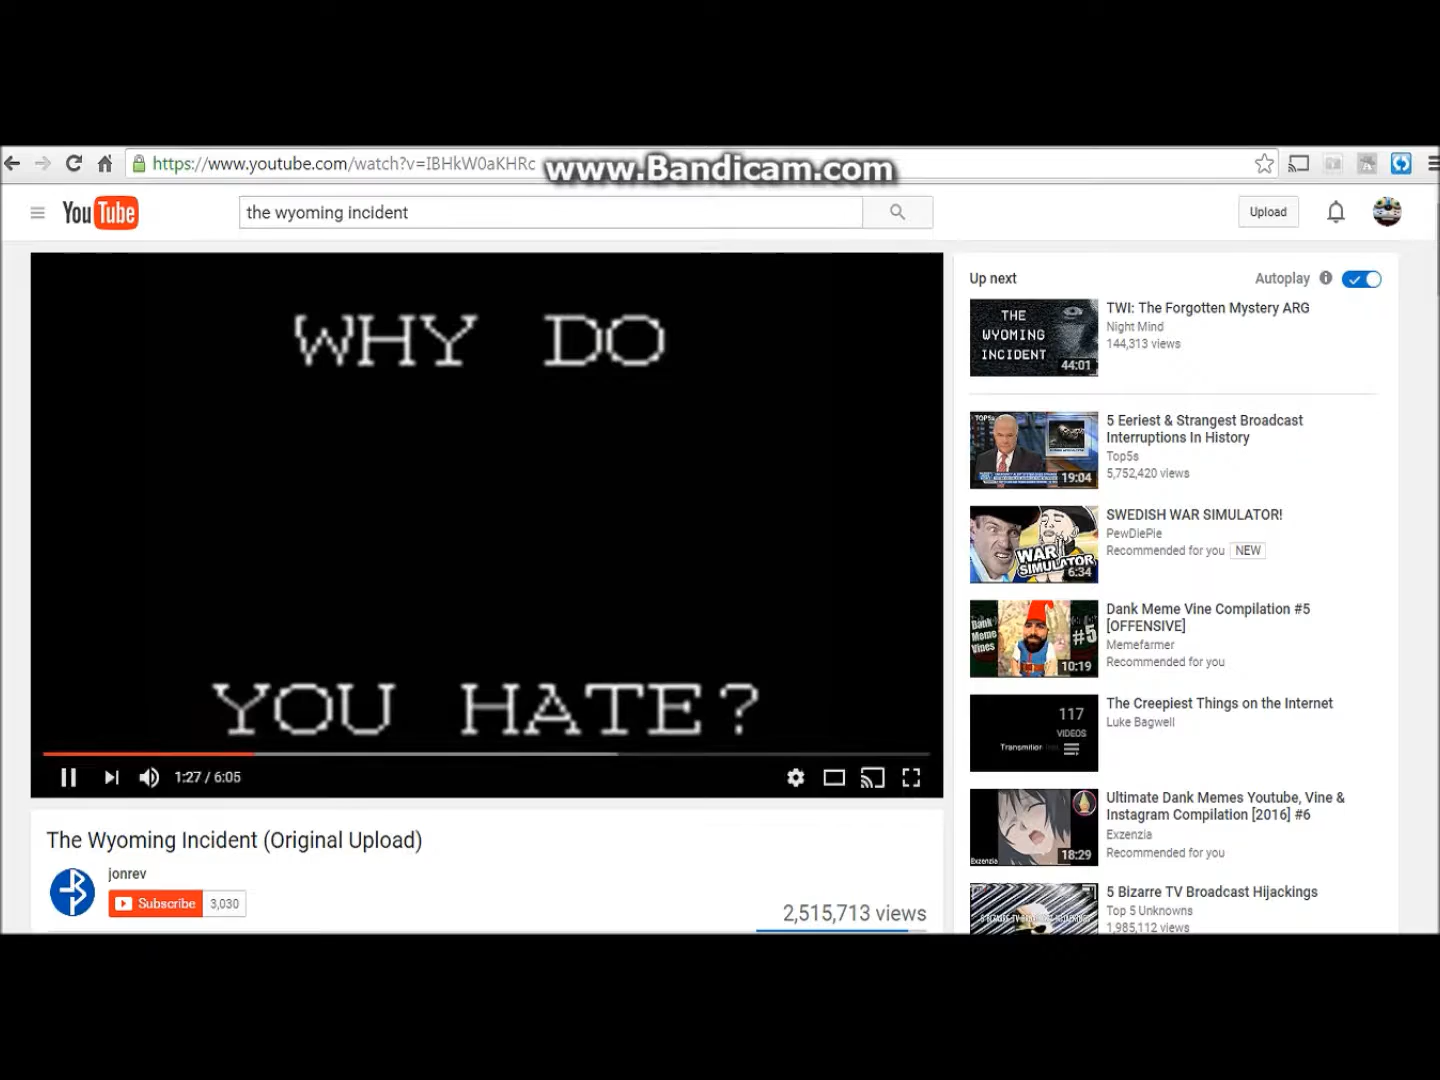 https://www.youtube.com/watch?v=IBHkW0aKHRc
www.Bandicam.com
YouTube
the wyoming incident
Upload
WHY DO
YOU HATE?
1:27 / 6:05
The Wyoming Incident (Original Upload)
jonrev
Subscribe 3,030
2,515,713 views
Up next
Autoplay
THE
WYOMING
INCIDENT
44:01
TWI: The Forgotten Mystery ARG
Night Mind
144,313 views
TOP5s
19:04
5 Eeriest & Strangest Broadcast
Interruptions In History
Top5s
5,752,420 views
WAR
SIMULATOR
6:34
SWEDISH WAR SIMULATOR!
PewDiePie
Recommended for you NEW
Dank
Meme
Vines
#5
10:19
Dank Meme Vine Compilation #5
[OFFENSIVE]
Memefarmer
Recommended for you
117
VIDEOS
The Creepiest Things on the Internet
Luke Bagwell
Exzenzia
18:29
Ultimate Dank Memes Youtube, Vine &
Instagram Compilation [2016] #6
Exzenzia
Recommended for you
5 Bizarre TV Broadcast Hijackings
Top 5 Unknowns
1,985,112 views